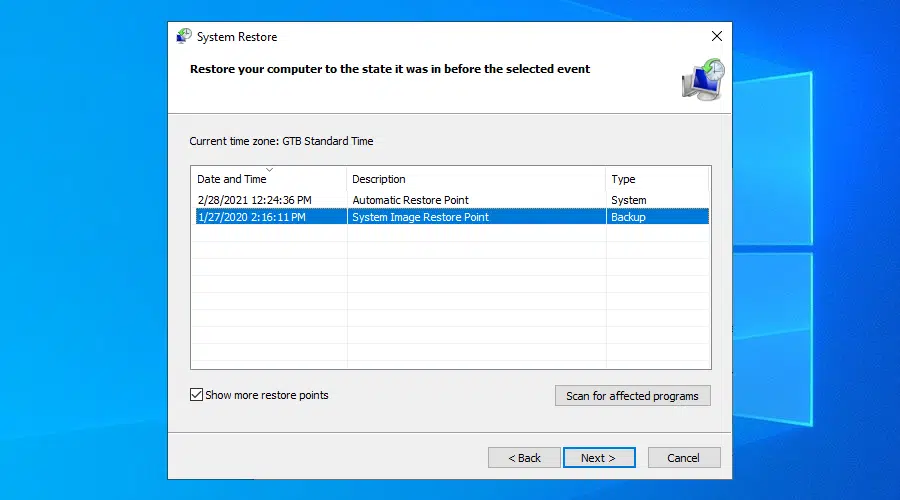 System Restore
Restore your computer to the state it was in before the selected event
Current time zone: GTB Standard Time
Date and Time Description Type
2/28/2021 12:24:36 PM Automatic Restore Point System
1/27/2020 2:16:11 PM System Image Restore Point Backup
Show more restore points Scan for affected programs
< Back Next > Cancel